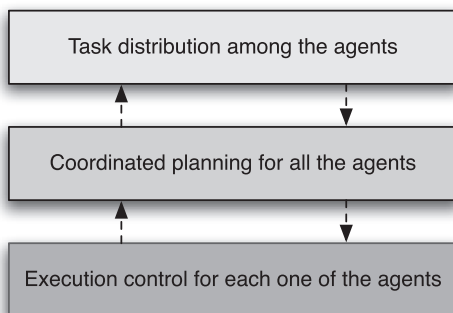 Task distribution among the agents
Coordinated planning for all the agents
Execution control for each one of the agents